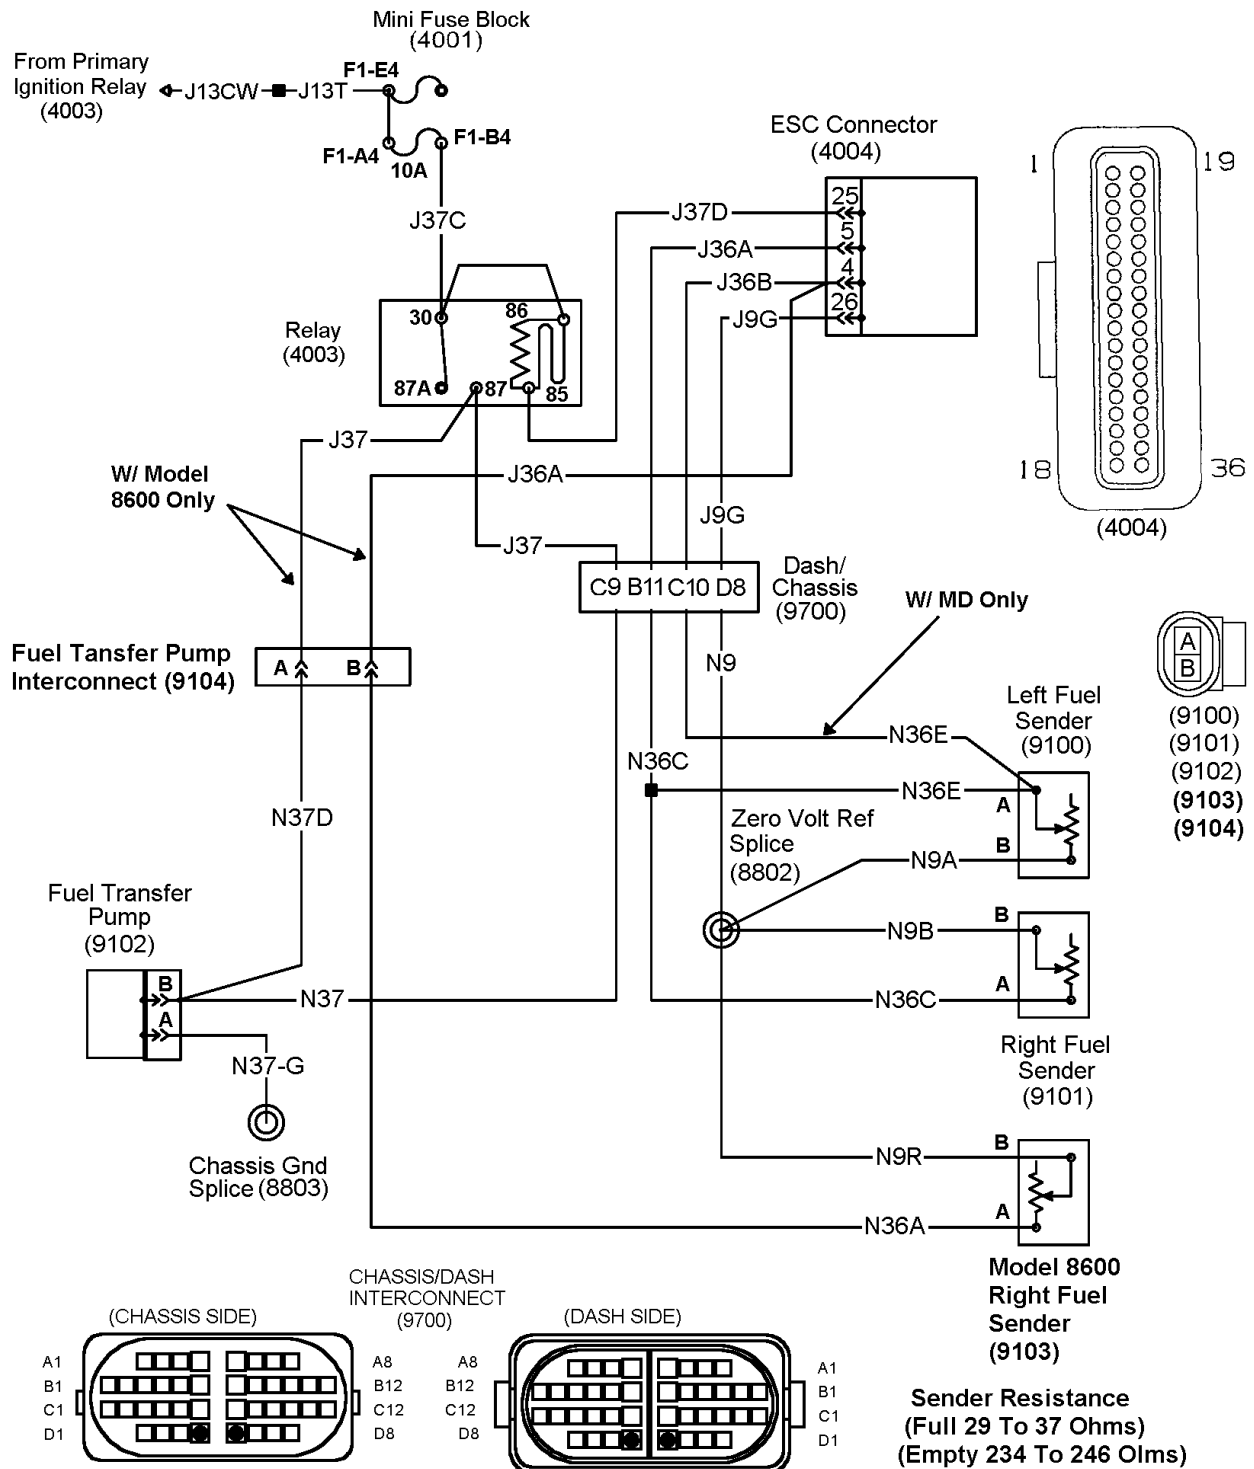 Mini Fuse Block
(4001)
From Primary
Ignition Relay
(4003)
J13CW
J13T
F1-E4
F1-A4
10A
F1-B4
J37C
ESC Connector
(4004)
25
5
4
26
J37D
J36A
J36B
J9G
1
19
18
36
(4004)
Relay
(4003)
30
86
87A
87
85
J37
W/ Model
8600 Only
J36A
J9G
J37
C9 B11 C10 D8
Dash/
Chassis
(9700)
W/ MD Only
A
B
(9100)
(9101)
(9102)
(9103)
(9104)
Fuel Tansfer Pump
Interconnect (9104)
A
B
N9
Left Fuel
Sender
(9100)
N36E
N36C
N36E
A
B
N9A
Zero Volt Ref
Splice
(8802)
N37D
Fuel Transfer
Pump
(9102)
B
A
N37
N37-G
Chassis Gnd
Splice (8803)
N9B
B
A
N36C
Right Fuel
Sender
(9101)
N9R
B
A
N36A
Model 8600
Right Fuel
Sender
(9103)
CHASSIS/DASH
INTERCONNECT
(9700)
(CHASSIS SIDE)
(DASH SIDE)
A1
B1
C1
D1
A8
B12
C12
D8
A8
B12
C12
D8
A1
B1
C1
D1
Sender Resistance
(Full 29 To 37 Ohms)
(Empty 234 To 246 Olms)